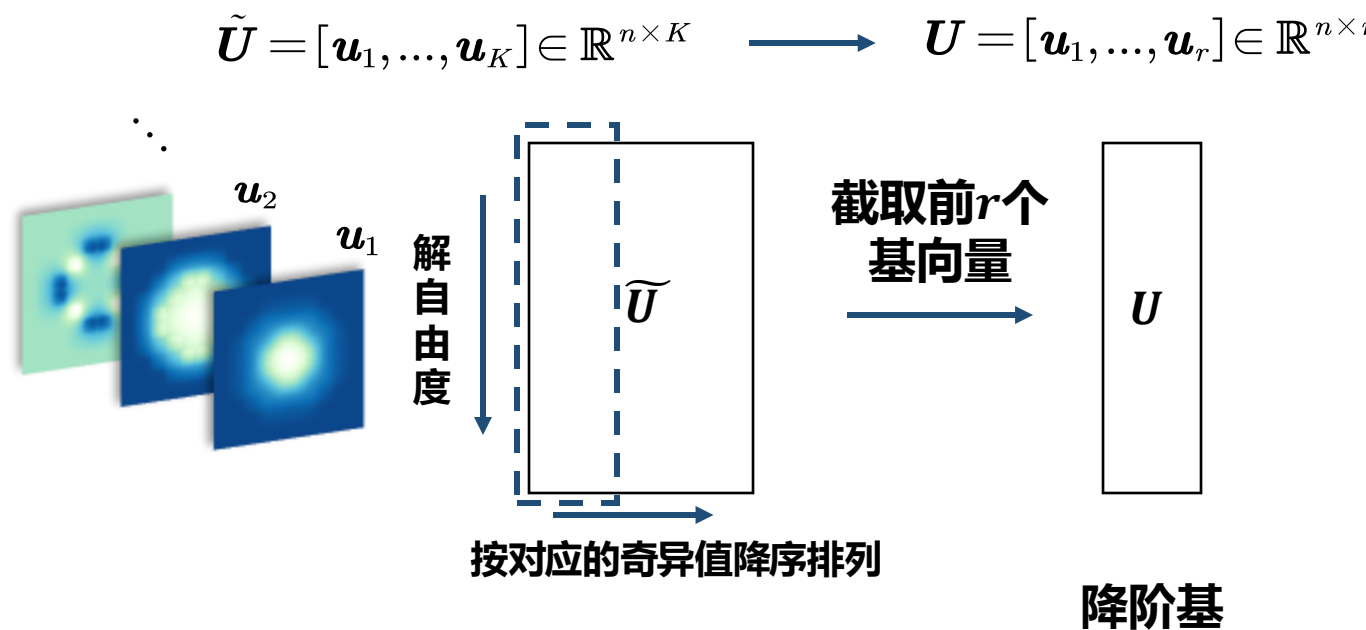 Ũ = [u₁, ..., u_K] ∈ ℝ^{n×K}
U = [u₁, ..., u_r] ∈ ℝ^{n×r}
⋱
u₂
u₁
解自由度
Ũ
截取前r个
基向量
U
按对应的奇异值降序排列
降阶基